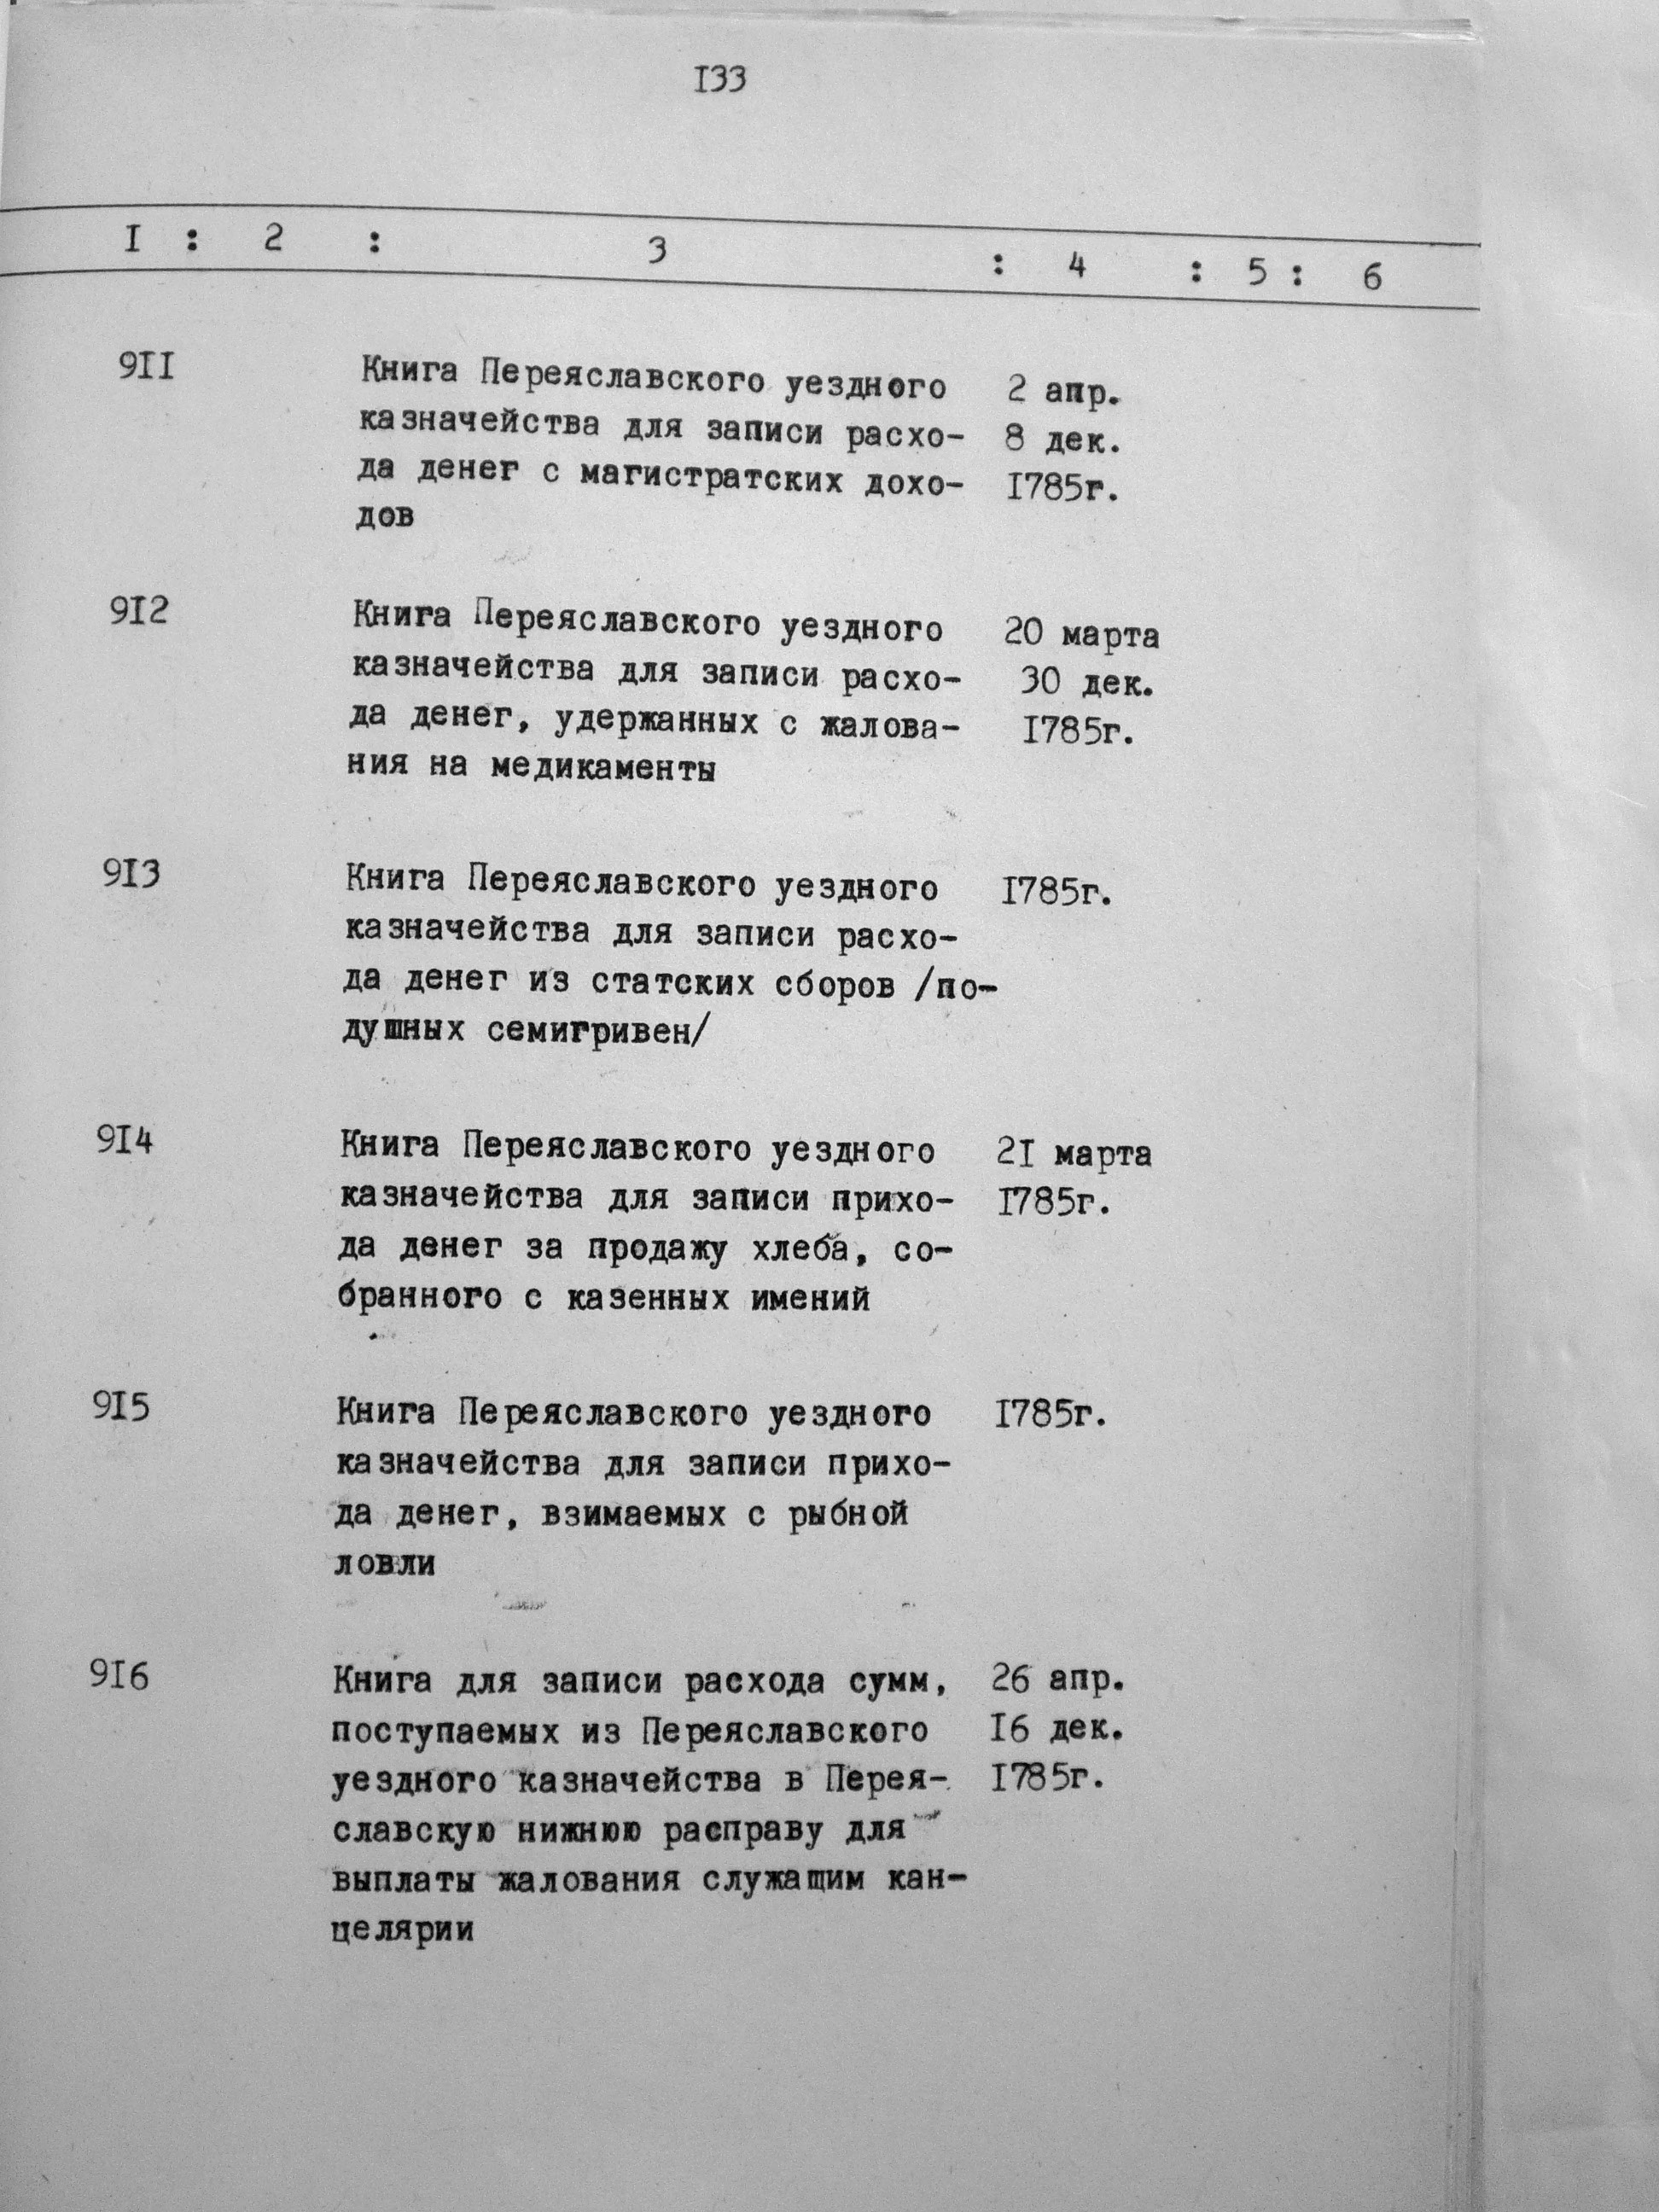 I33
I : 2 : 3 : 4 : 5 : 6
9II Книга Переяславского уездного 2 апр.
казначейства для записи расхо- 8 дек.
да денег с магистратских дохо- I785г.
дов
9I2 Книга Переяславского уездного 20 марта
казначейства для записи расхо- 30 дек.
да денег, удержанных с жалова- I785г.
ния на медикаменты
9I3 Книга Переяславского уездного I785г.
казначейства для записи расхо-
да денег из статских сборов /по-
душных семигривен/
9I4 Книга Переяславского уездного 2I марта
казначейства для записи прихо- I785г.
да денег за продажу хлеба, со-
бранного с казенных имений
9I5 Книга Переяславского уездного I785г.
казначейства для записи прихо-
да денег, взимаемых с рыбной
ловли
9I6 Книга для записи расхода сумм, 26 апр.
поступаемых из Переяславского I6 дек.
уездного казначейства в Перея- I785г.
славскую нижнюю расправу для
выплаты жалования служащим кан-
целярии